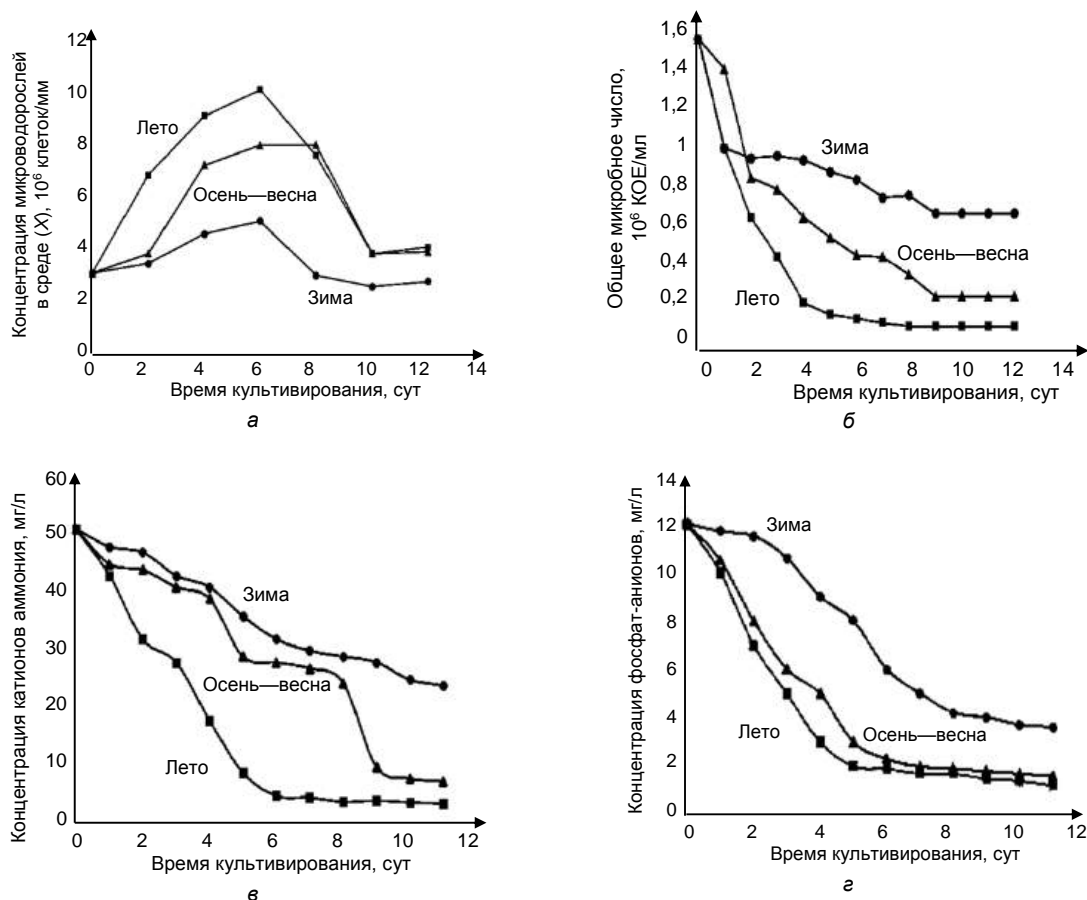 Концентрация микроводорослей
в среде (X), 10⁶ клеток/мм
12
10
8
6
4
2
0
Лето
Осень—весна
Зима
0 2 4 6 8 10 12 14
Время культивирования, сут
а
Общее микробное число,
10⁶ КОЕ/мл
1,6
1,4
1,2
1
0,8
0,6
0,4
0,2
0
Зима
Осень—весна
Лето
0 2 4 6 8 10 12 14
Время культивирования, сут
б
Концентрация катионов аммония, мг/л
60
50
40
30
20
10
0
Зима
Осень—весна
Лето
0 2 4 6 8 10 12
Время культивирования, сут
в
Концентрация фосфат-анионов, мг/л
14
12
10
8
6
4
2
0
Зима
Лето
Осень—весна
0 2 4 6 8 10 12
Время культивирования, сут
г